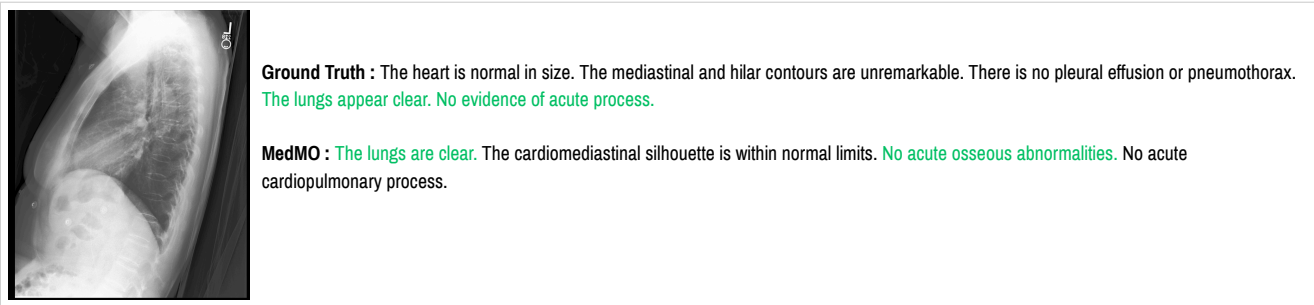 Ground Truth : The heart is normal in size. The mediastinal and hilar contours are unremarkable. There is no pleural effusion or pneumothorax.
The lungs appear clear. No evidence of acute process.
MedMO : The lungs are clear. The cardiomediastinal silhouette is within normal limits. No acute osseous abnormalities. No acute
cardiopulmonary process.